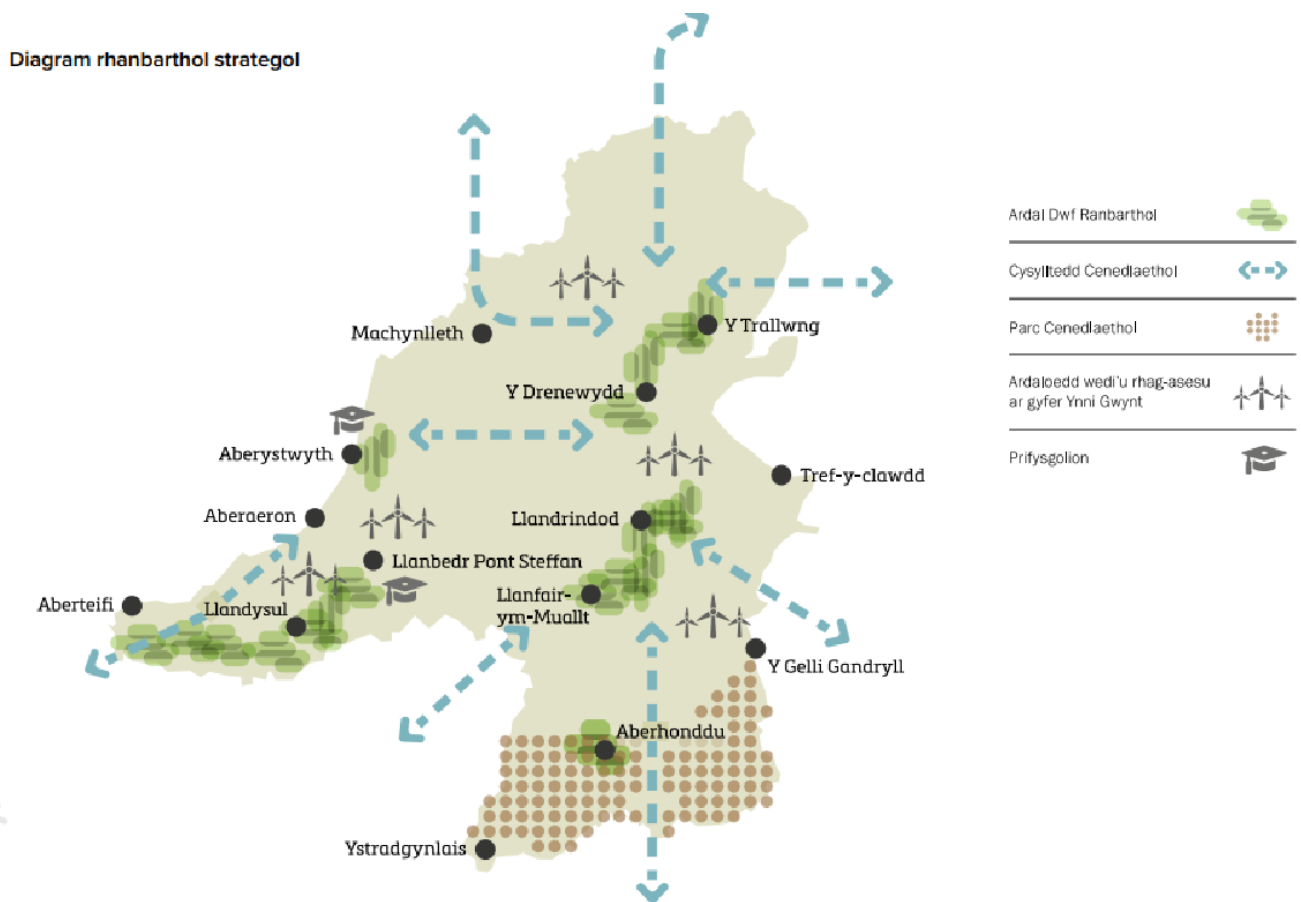 Diagram rhanbarthol strategol
Ardal Dwf Ranbarthol
Cysylltedd Cenedlaethol
Parc Cenedlaethol
Ardaloedd wedi'u rhag-asesu
ar gyfer Ynni Gwynt
Prifysgolion
Machynlleth
Y Trallwng
Y Drenewydd
Aberystwyth
Tref-y-clawdd
Aberaeron
Llandrindod
Llanbedr Pont Steffan
Aberteifi
Llandysul
Llanfair-
ym-Muallt
Y Gelli Gandryll
Aberhonddu
Ystradgynlais